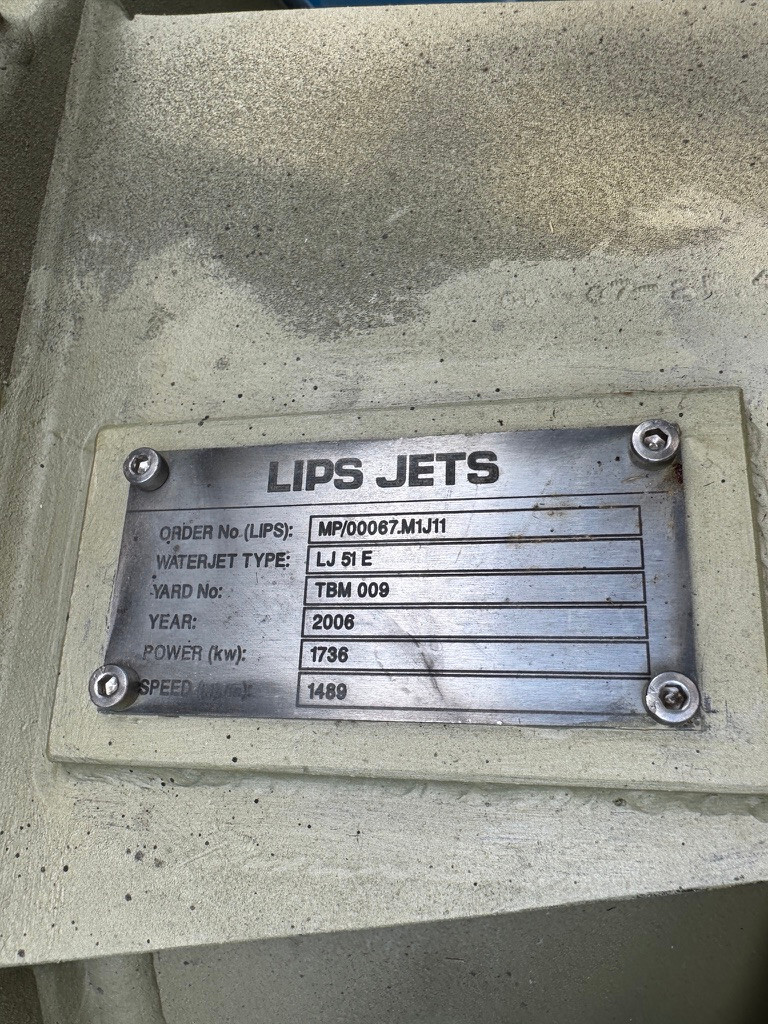 LIPS JETS
ORDER No. (LIPS): MP/00067.M1J11
WATERJET TYPE: LJ 51 E
YARD No: TBM 009
YEAR: 2006
POWER (kw): 1736
SPEED 1489